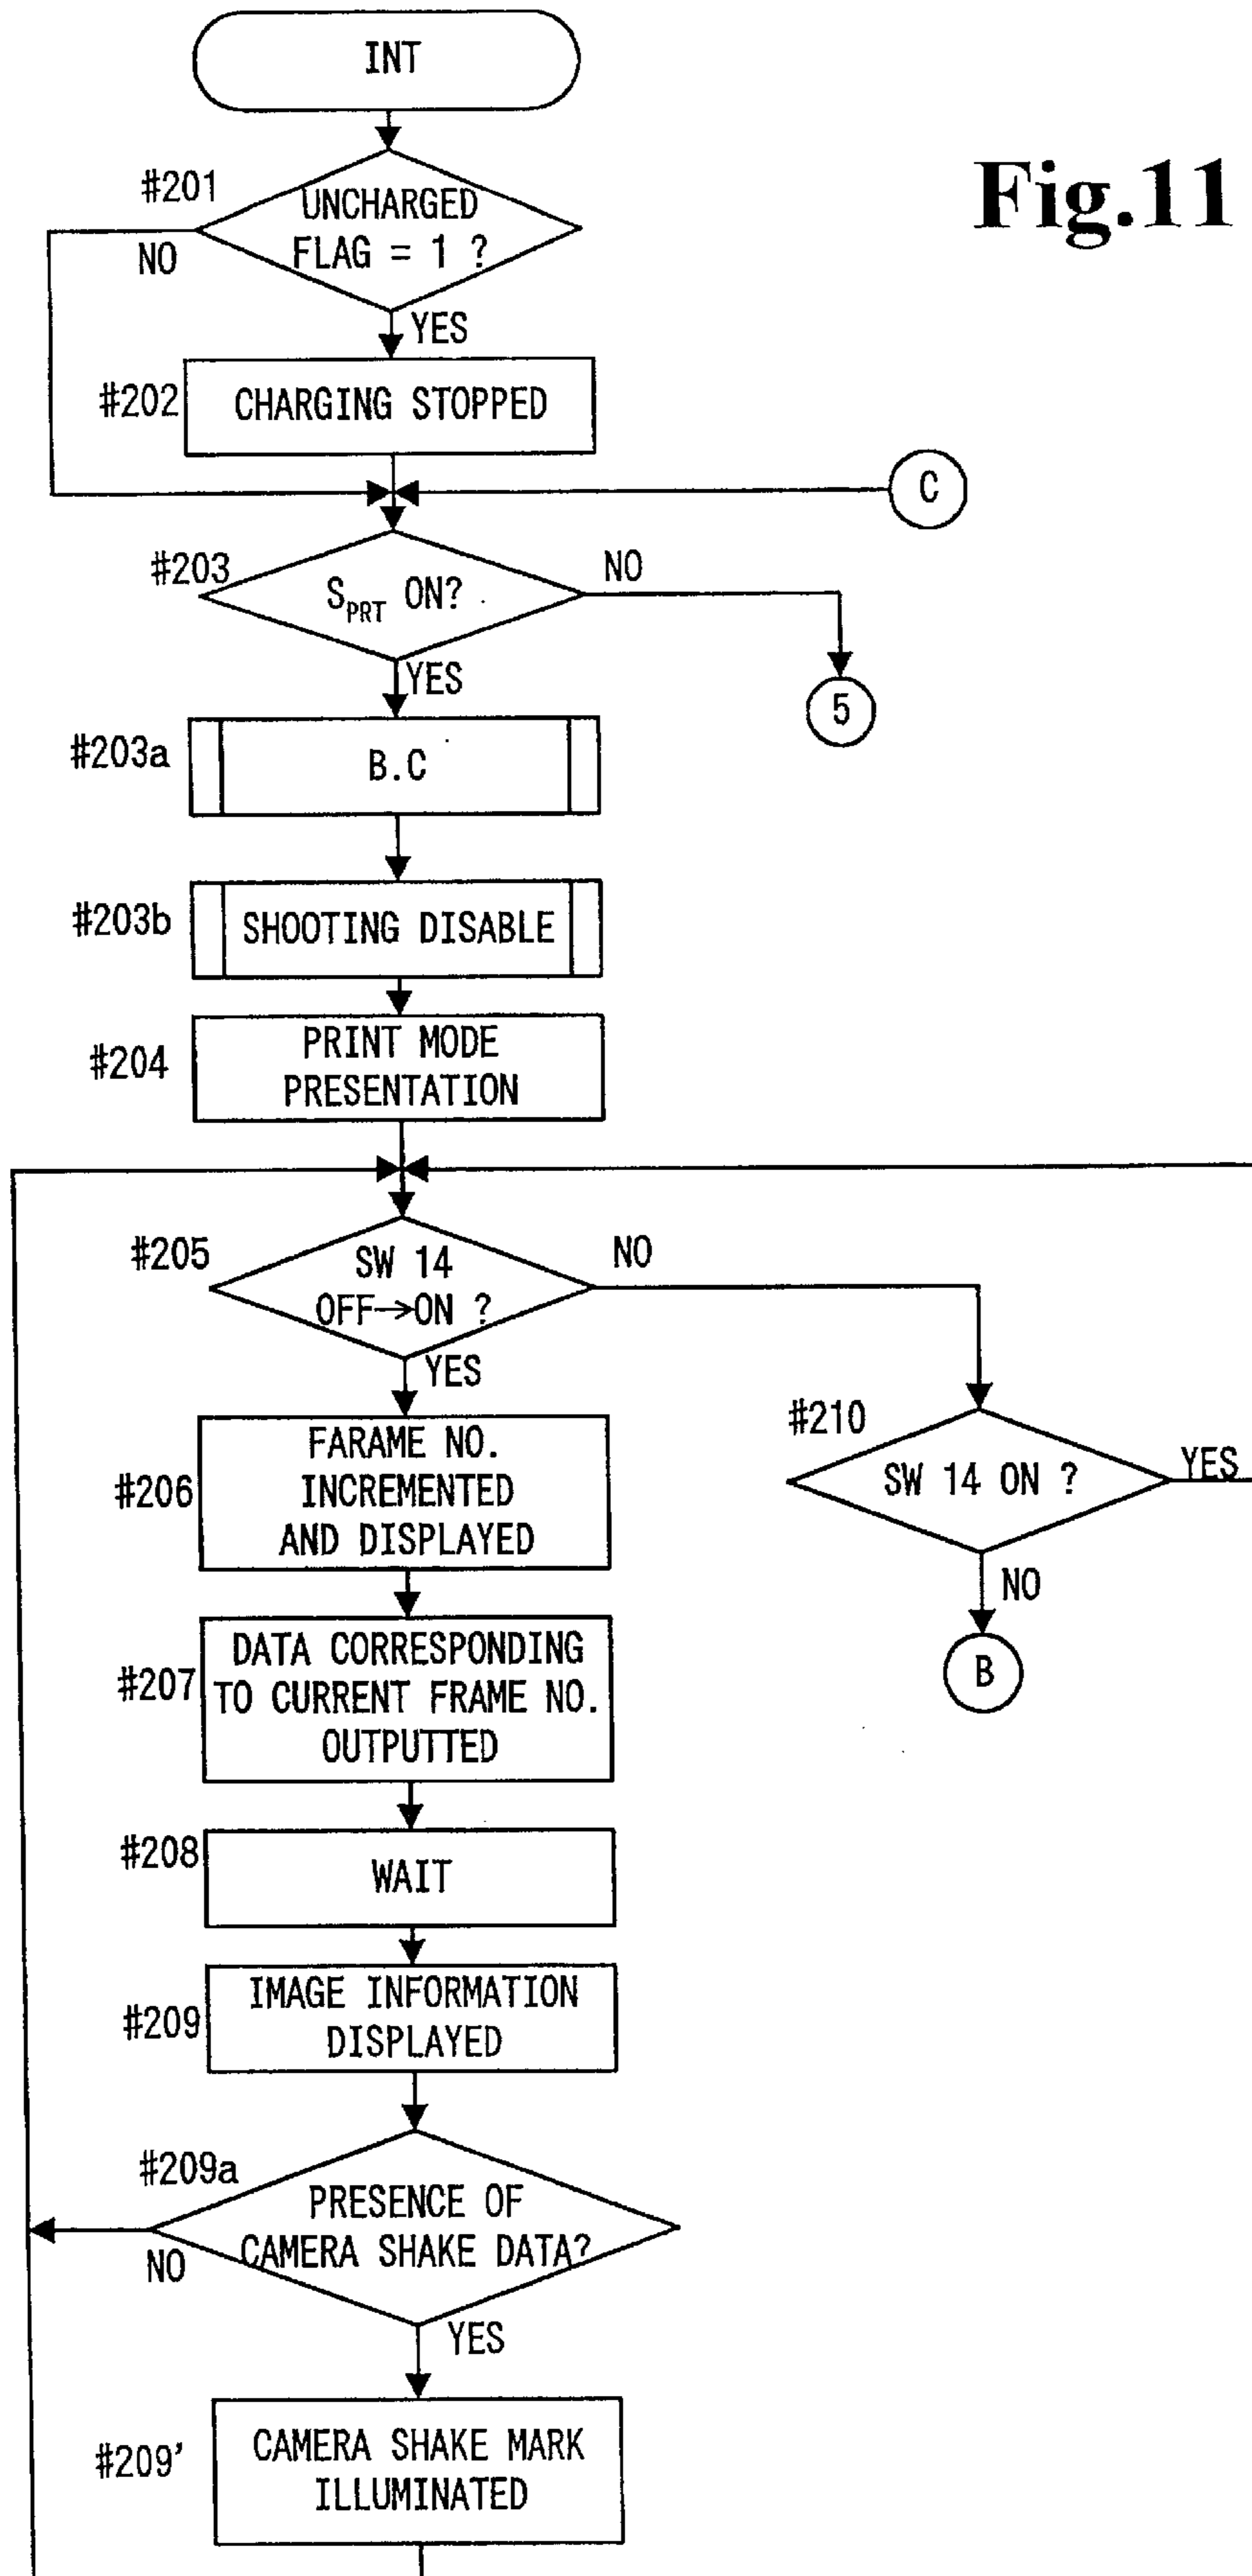 INT
Fig.11
#201
UNCHARGED
FLAG = 1 ?
NO
YES
#202
CHARGING STOPPED
C
#203
S_PRT ON?
NO
YES
5
#203a
B.C
#203b
SHOOTING DISABLE
#204
PRINT MODE
PRESENTATION
#205
SW 14
OFF→ON ?
NO
YES
#206
FARAME NO.
INCREMENTED
AND DISPLAYED
#210
SW 14 ON ?
YES
NO
B
#207
DATA CORRESPONDING
TO CURRENT FRAME NO.
OUTPUTTED
#208
WAIT
#209
IMAGE INFORMATION
DISPLAYED
#209a
PRESENCE OF
CAMERA SHAKE DATA?
NO
YES
#209'
CAMERA SHAKE MARK
ILLUMINATED